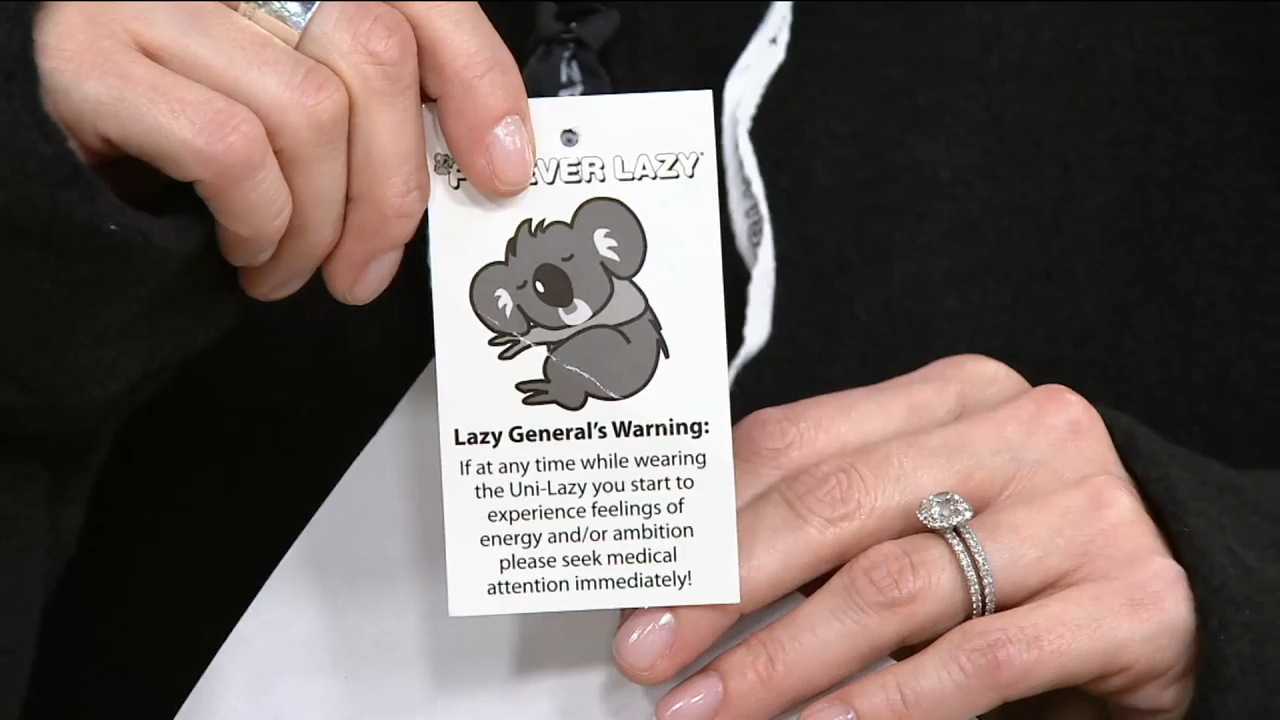 LAZY
Lazy General's Warning:
If at any time while wearing
the Uni-Lazy you start to
experience feelings of
energy and/or ambition
please seek medical
attention immediately!